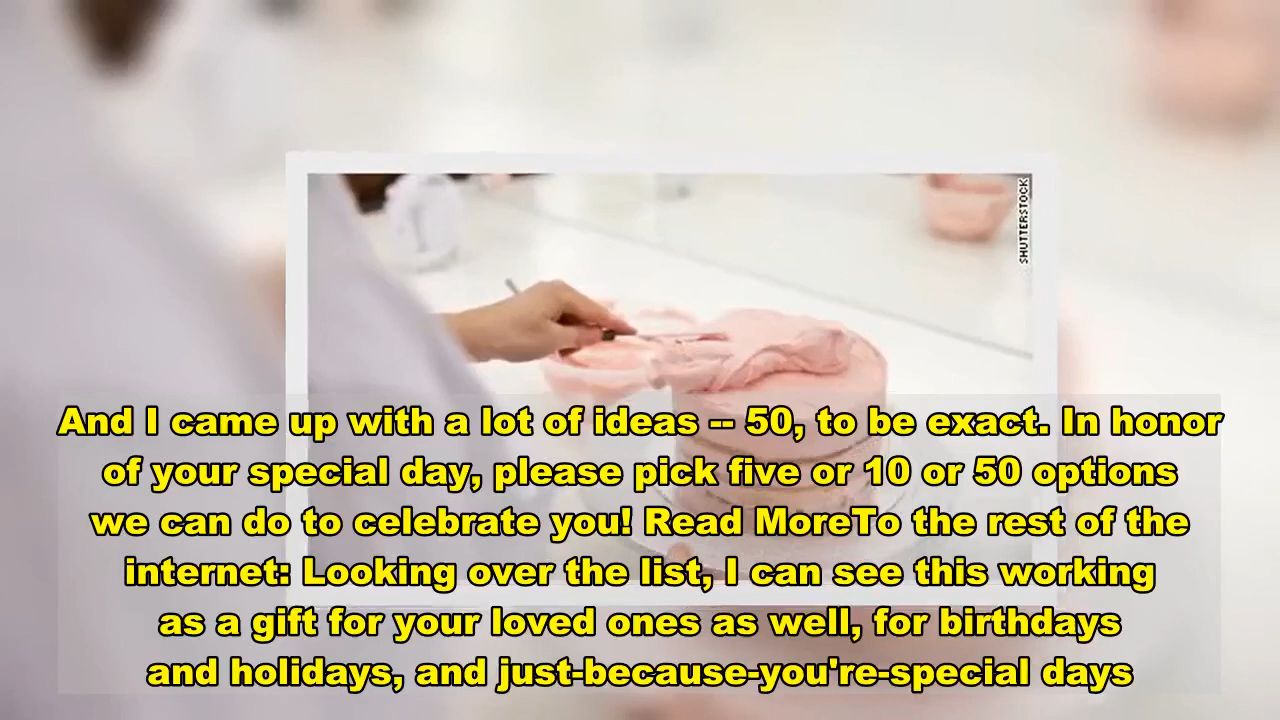 SHUTTERSTOCK
And I came up with a lot of ideas -- 50, to be exact. In honor
of your special day, please pick five or 10 or 50 options
we can do to celebrate you! Read MoreTo the rest of the
internet: Looking over the list, I can see this working
as a gift for your loved ones as well, for birthdays
and holidays, and just-because-you're-special days